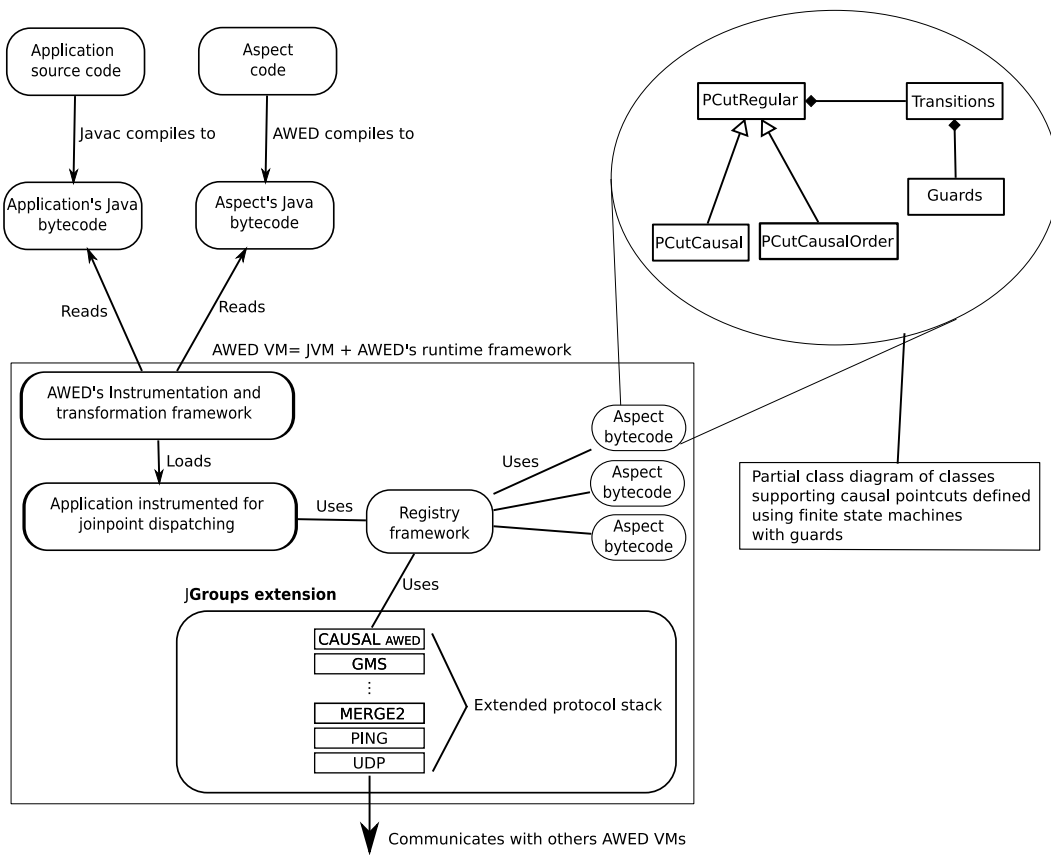 Application
source code
Aspect
code
Javac compiles to
AWED compiles to
Application's Java
bytecode
Aspect's Java
bytecode
Reads
Reads
PCutRegular
Transitions
Guards
PCutCausal
PCutCausalOrder
AWED VM= JVM + AWED's runtime framework
AWED's Instrumentation and
transformation framework
Loads
Application instrumented for
joinpoint dispatching
Uses
Registry
framework
Uses
Aspect
bytecode
Aspect
bytecode
Aspect
bytecode
Partial class diagram of classes
supporting causal pointcuts defined
using finite state machines
with guards
Uses
JGroups extension
CAUSAL AWED
GMS
...
MERGE2
PING
UDP
Extended protocol stack
Communicates with others AWED VMs